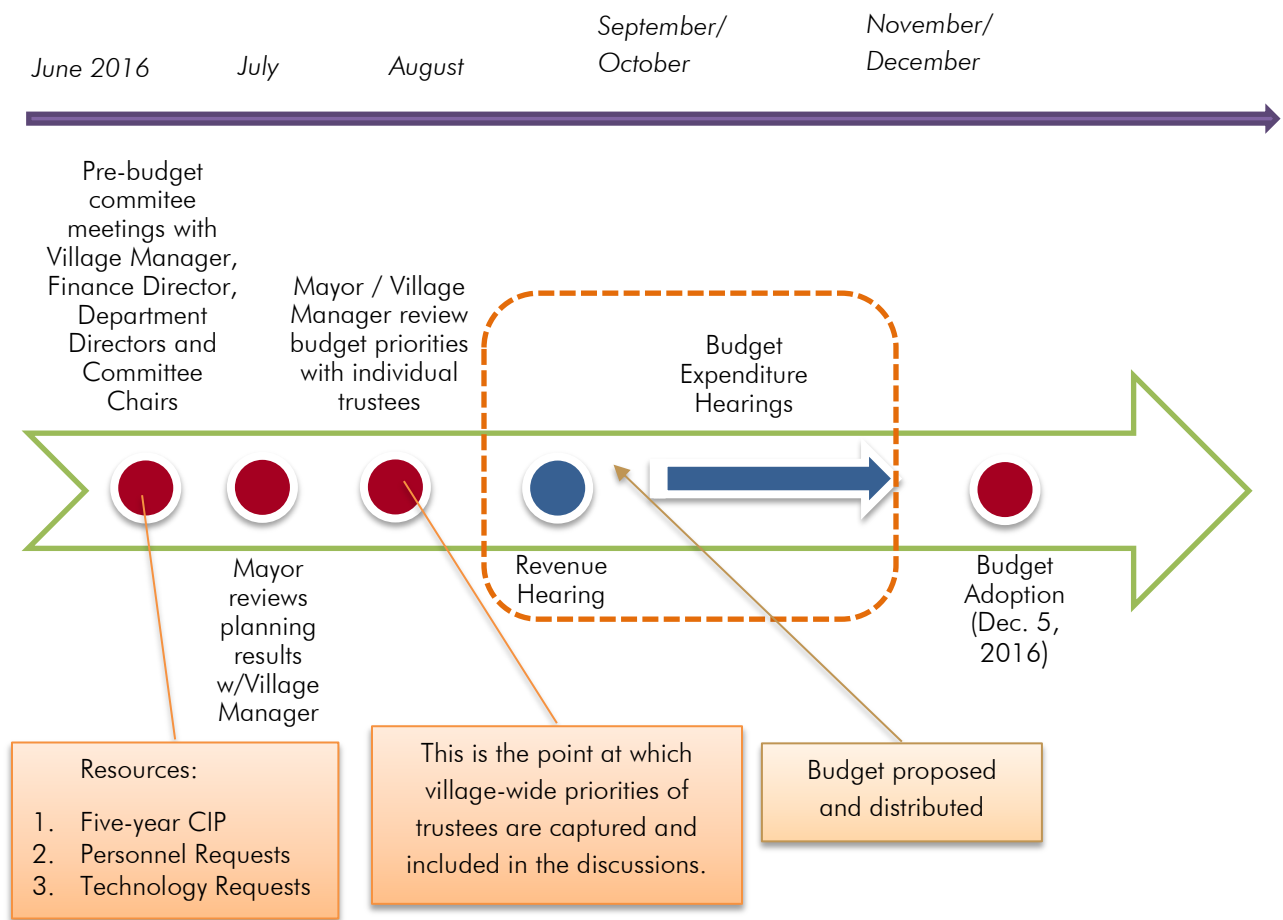 June 2016
July
August
September/
October
November/
December
Pre-budget
commitee
meetings with
Village Manager,
Finance Director,
Department
Directors and
Committee
Chairs
Mayor / Village
Manager review
budget priorities
with individual
trustees
Budget
Expenditure
Hearings
Mayor
reviews
planning
results
w/Village
Manager
Revenue
Hearing
Budget
Adoption
(Dec. 5,
2016)
Resources:
1. Five-year CIP
2. Personnel Requests
3. Technology Requests
This is the point at which
village-wide priorities of
trustees are captured and
included in the discussions.
Budget proposed
and distributed